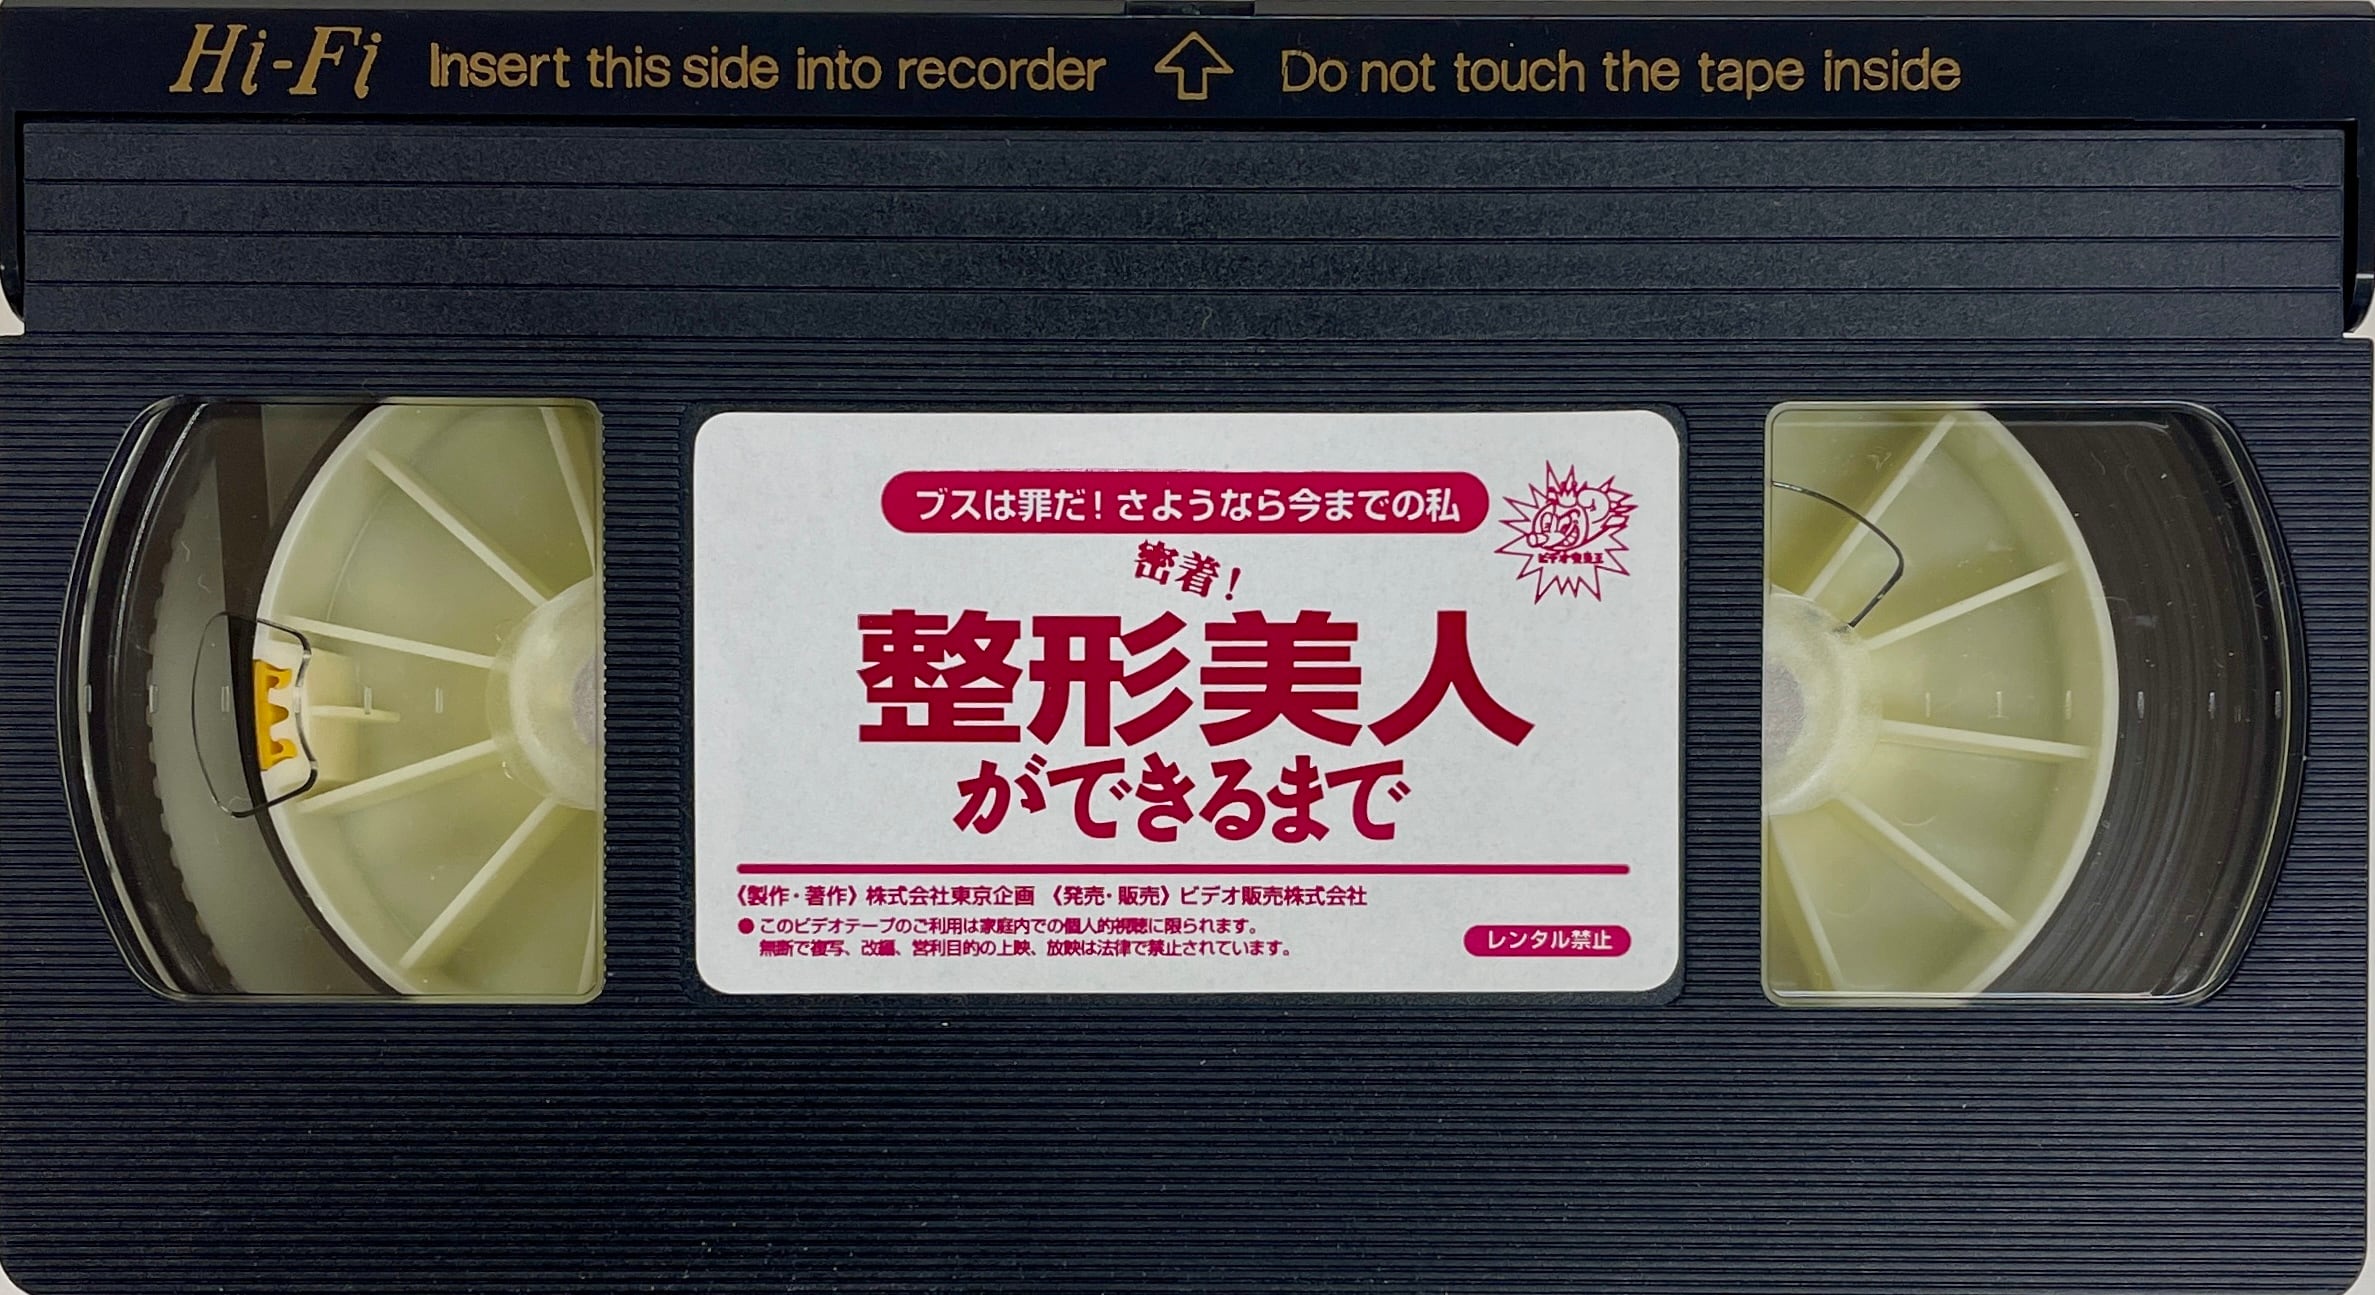 Hi-Fi Insert this side into recorder Do not touch the tape inside
ブスは罪だ!さようなら今までの私
密着!
整形美人
ができるまで
《製作・著作》株式会社東京企画 《発売・販売》ビデオ販売株式会社
●このビデオテープのご利用は家庭内での個人的視聴に限られます。
無断で複写、改編、営利目的の上映、放映は法律で禁止されています。
レンタル禁止